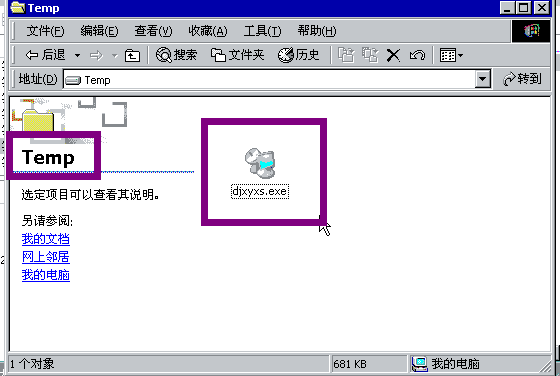 Temp
文件(F) 编辑(E) 查看(V) 收藏(A) 工具(T) 帮助(H)
后退 搜索 文件夹 历史
地址(D) Temp 转到
Temp
djxyxs.exe
选定项目可以查看其说明。
另请参阅:
我的文档
网上邻居
我的电脑
1 个对象 681 KB 我的电脑